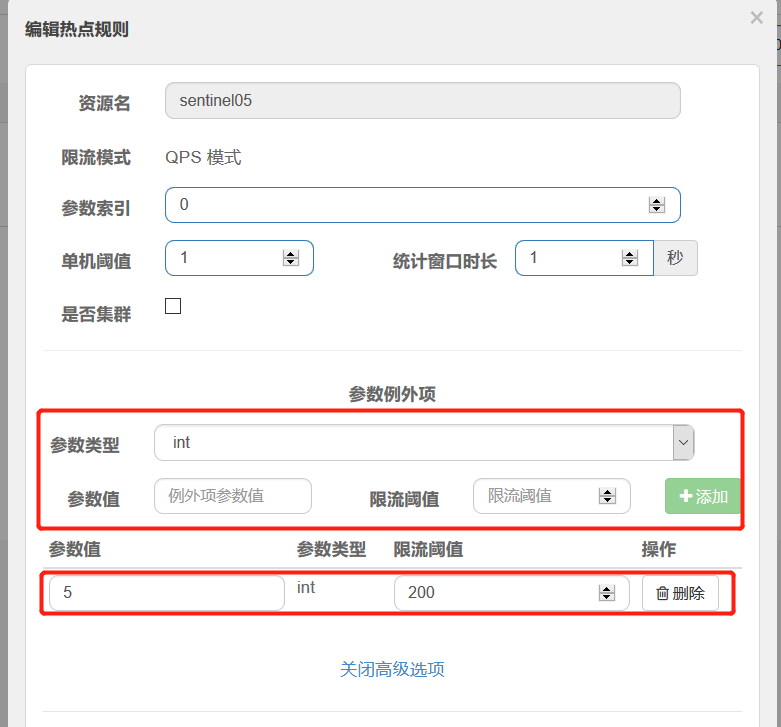 编辑热点规则 ×
资源名 sentinel05
限流模式 QPS 模式
参数索引 0
单机阈值 1 统计窗口时长 1 秒
是否集群
参数例外项
参数类型 int
参数值 例外项参数值 限流阈值 限流阈值 +添加
参数值 参数类型 限流阈值 操作
5 int 200 删除
关闭高级选项